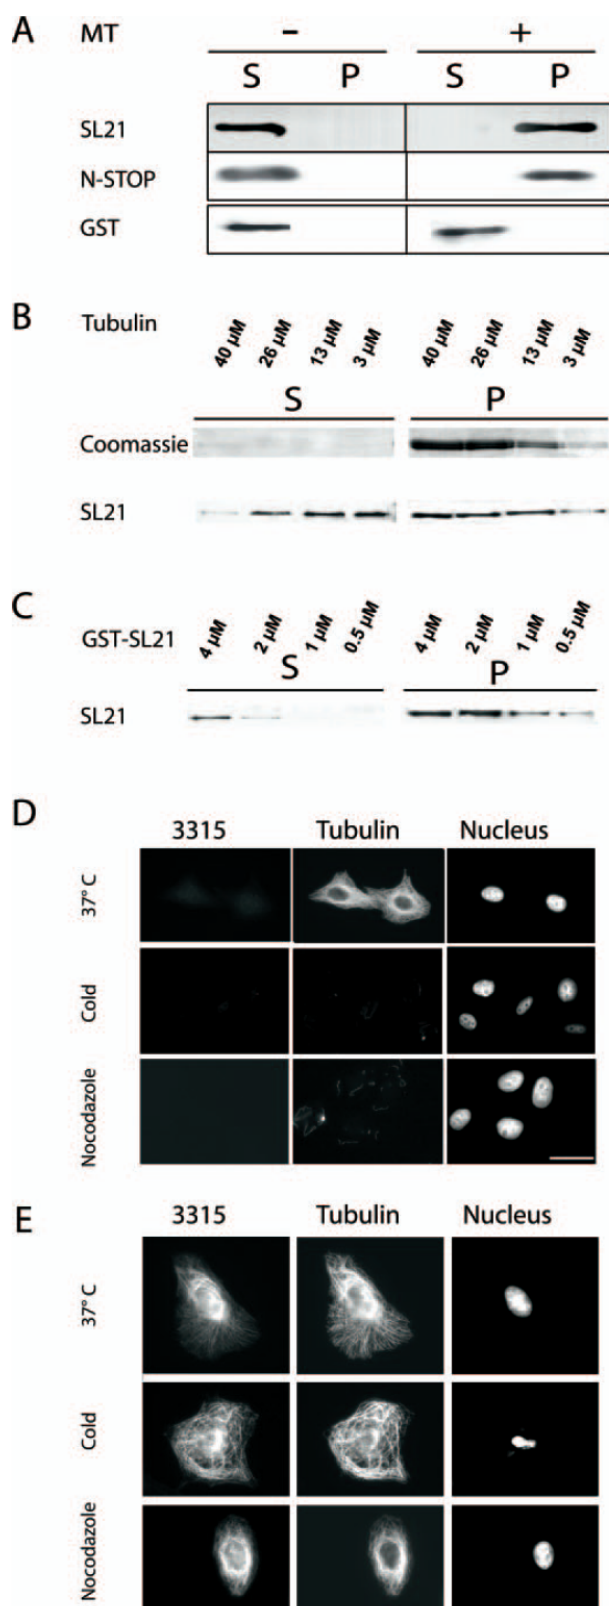 A MT – +
S P S P
SL21
N-STOP
GST
B Tubulin 40 µM 26 µM 13 µM 3 µM 40 µM 26 µM 13 µM 3 µM
S P
Coomassie
SL21
C GST-SL21 4 µM 2 µM 1 µM 0.5 µM 4 µM 2 µM 1 µM 0.5 µM
S P
SL21
D
3315 Tubulin Nucleus
37° C
Cold
Nocodazole
E 3315 Tubulin Nucleus
37° C
Cold
Nocodazole